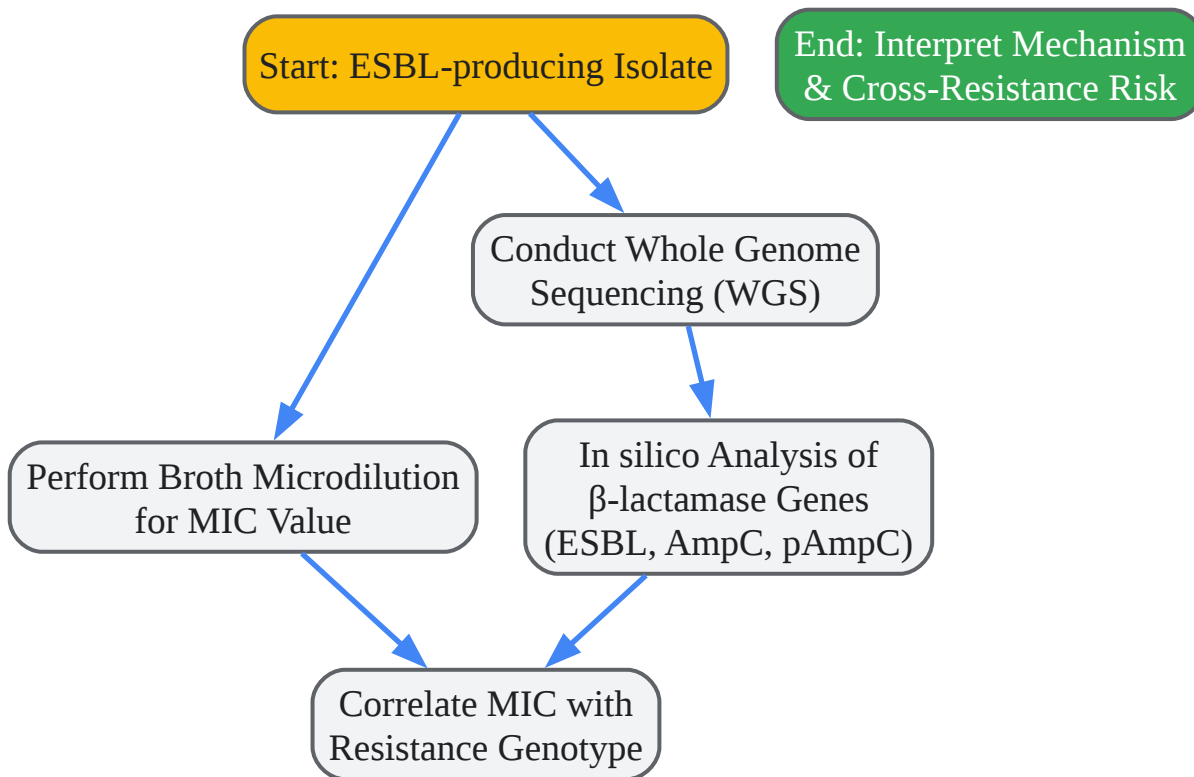 Start: ESBL-producing Isolate
End: Interpret Mechanism
& Cross-Resistance Risk
Conduct Whole Genome
Sequencing (WGS)
Perform Broth Microdilution
for MIC Value
In silico Analysis of
β-lactamase Genes
(ESBL, AmpC, pAmpC)
Correlate MIC with
Resistance Genotype